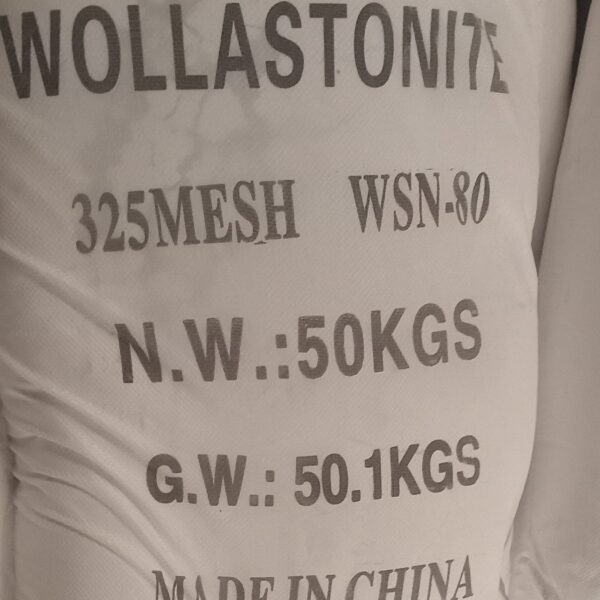 WOLLASTONITE
325MESH WSN-80
N.W.:50KGS
G.W.: 50.1KGS
MADE IN CHINA